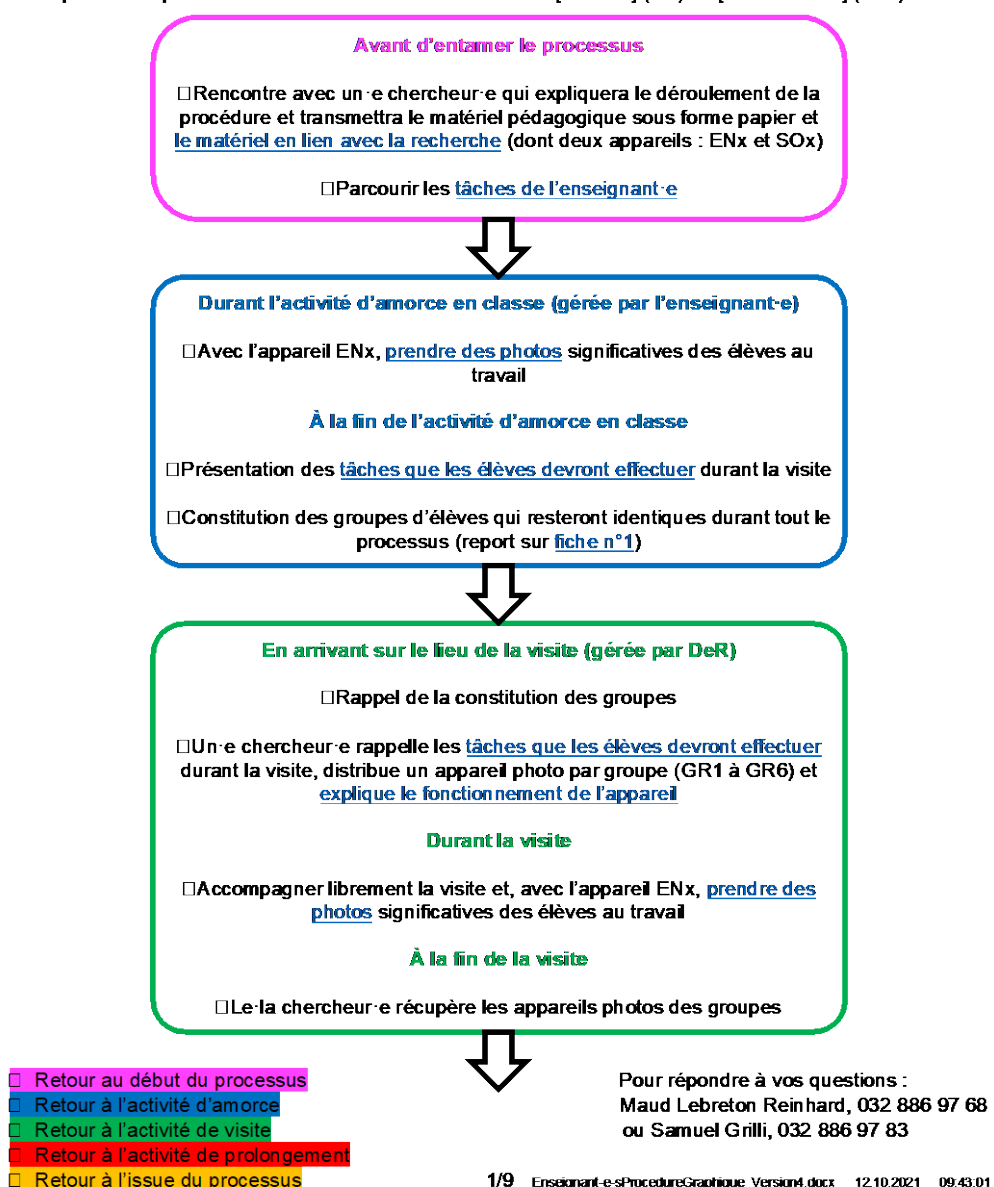 Avant d'entamer le processus
□Rencontre avec un·e chercheur·e qui expliquera le déroulement de la
procédure et transmettra le matériel pédagogique sous forme papier et
le matériel en lien avec la recherche (dont deux appareils : ENx et SOx)
□Parcourir les tâches de l'enseignant·e
Durant l'activité d'amorce en classe (gérée par l'enseignant·e)
□Avec l'appareil ENx, prendre des photos significatives des élèves au
travail
À la fin de l'activité d'amorce en classe
□Présentation des tâches que les élèves devront effectuer durant la visite
□Constitution des groupes d'élèves qui resteront identiques durant tout le
processus (report sur fiche n°1)
En arrivant sur le lieu de la visite (gérée par DeR)
□Rappel de la constitution des groupes
□Un·e chercheur·e rappelle les tâches que les élèves devront effectuer
durant la visite, distribue un appareil photo par groupe (GR1 à GR6) et
explique le fonctionnement de l'appareil
Durant la visite
□Accompagner librement la visite et, avec l'appareil ENx, prendre des
photos significatives des élèves au travail
À la fin de la visite
□Le·la chercheur·e récupère les appareils photos des groupes
□ Retour au début du processus
□ Retour à l'activité d'amorce
□ Retour à l'activité de visite
□ Retour à l'activité de prolongement
□ Retour à l'issue du processus
Pour répondre à vos questions :
Maud Lebreton Reinhard, 032 886 97 68
ou Samuel Grilli, 032 886 97 83
1/9 Enseignant-e-sProcedureGraphique_Version4.docx 12.10.2021 09:43:01